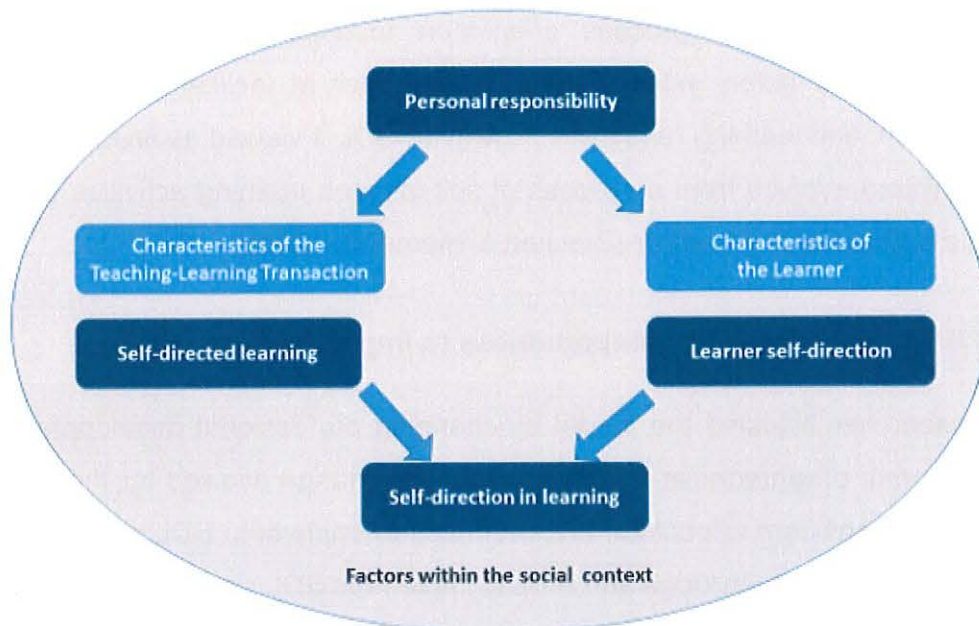 Personal responsibility
Characteristics of the
Teaching-Learning Transaction
Characteristics of
the Learner
Self-directed learning
Learner self-direction
Self-direction in learning
Factors within the social context